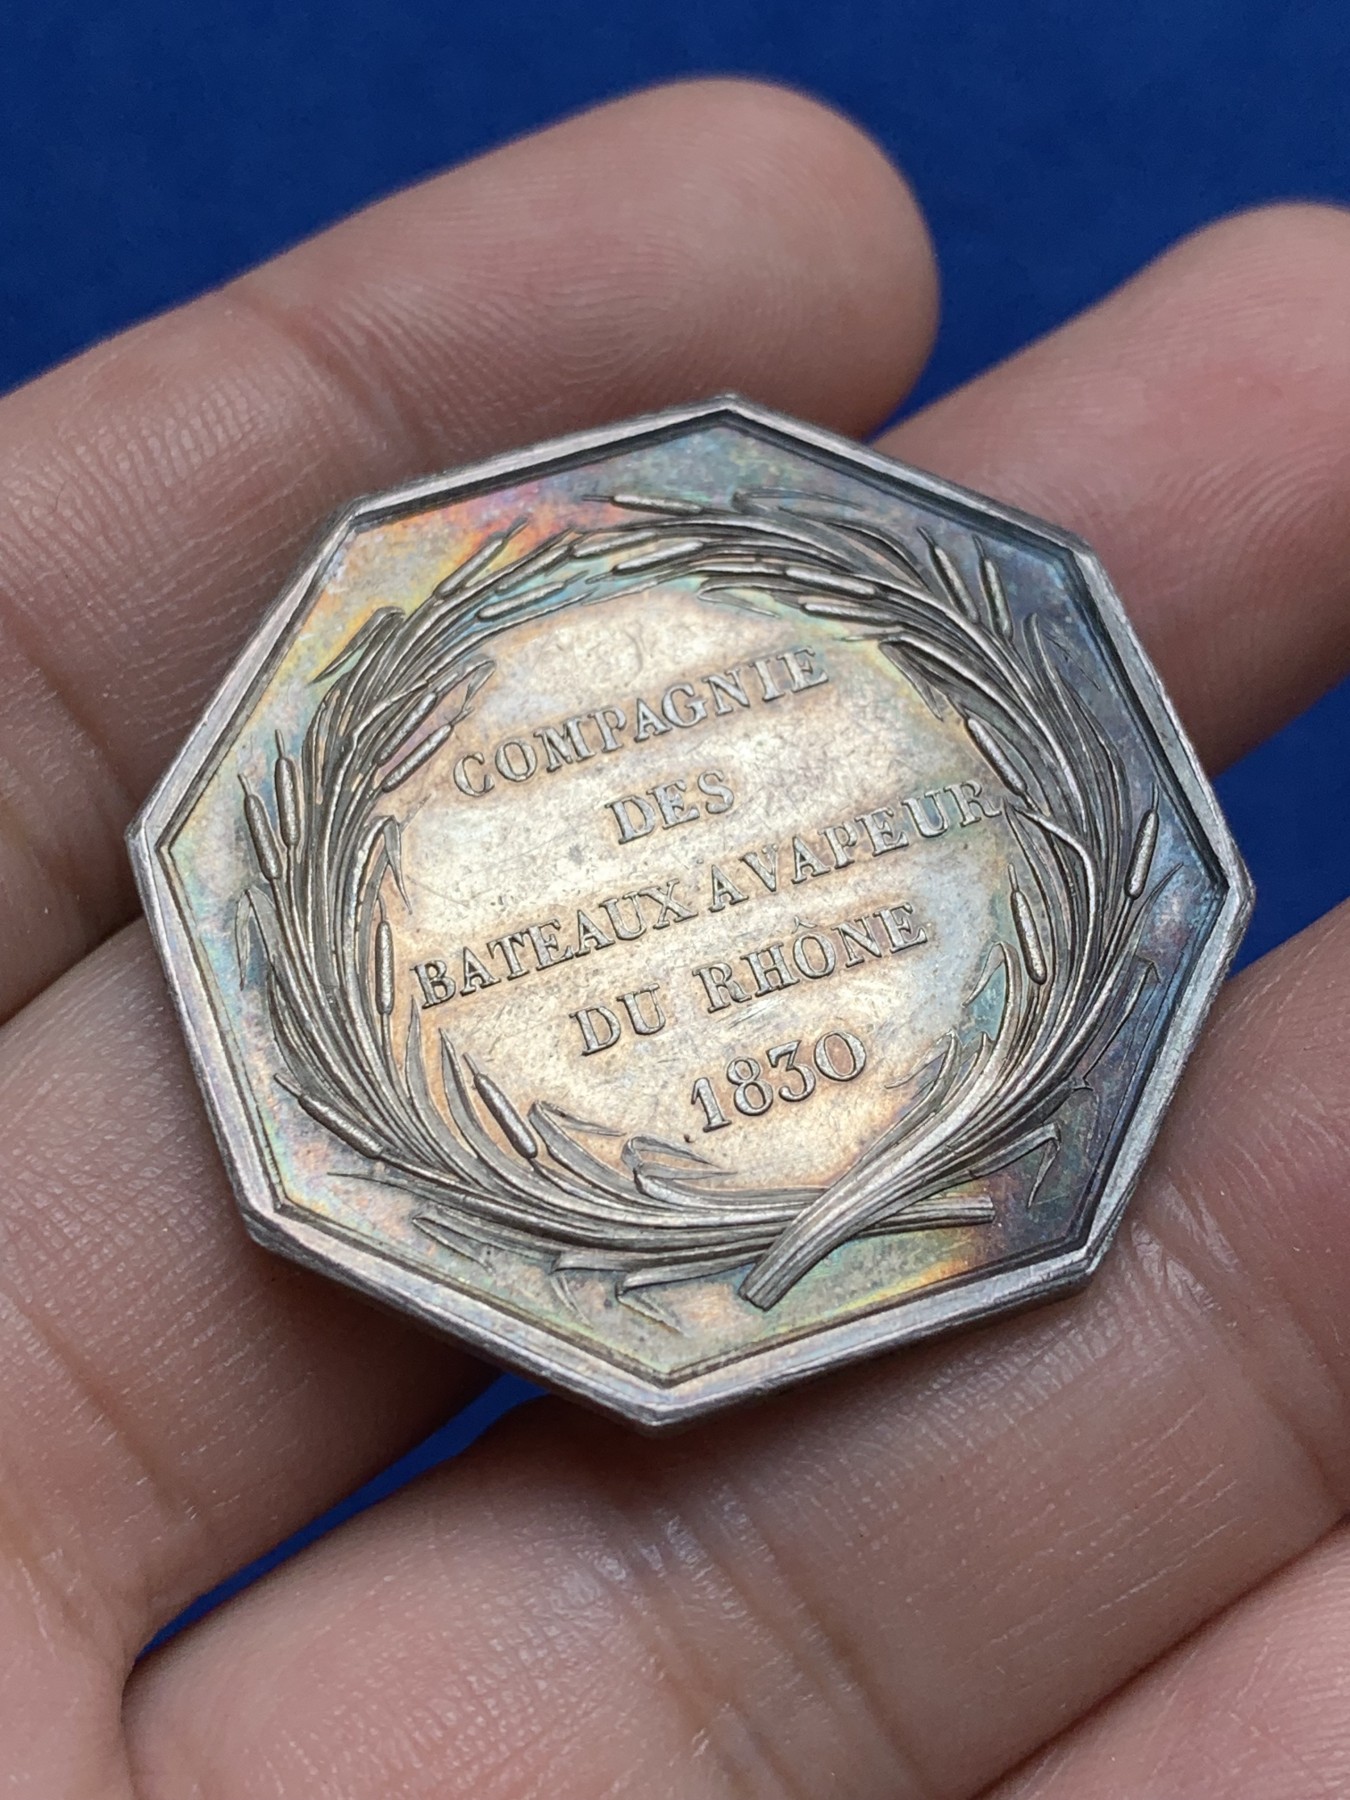 COMPAGNIE
DES
BATEAUX A VAPEUR
DU RHÔNE
1830